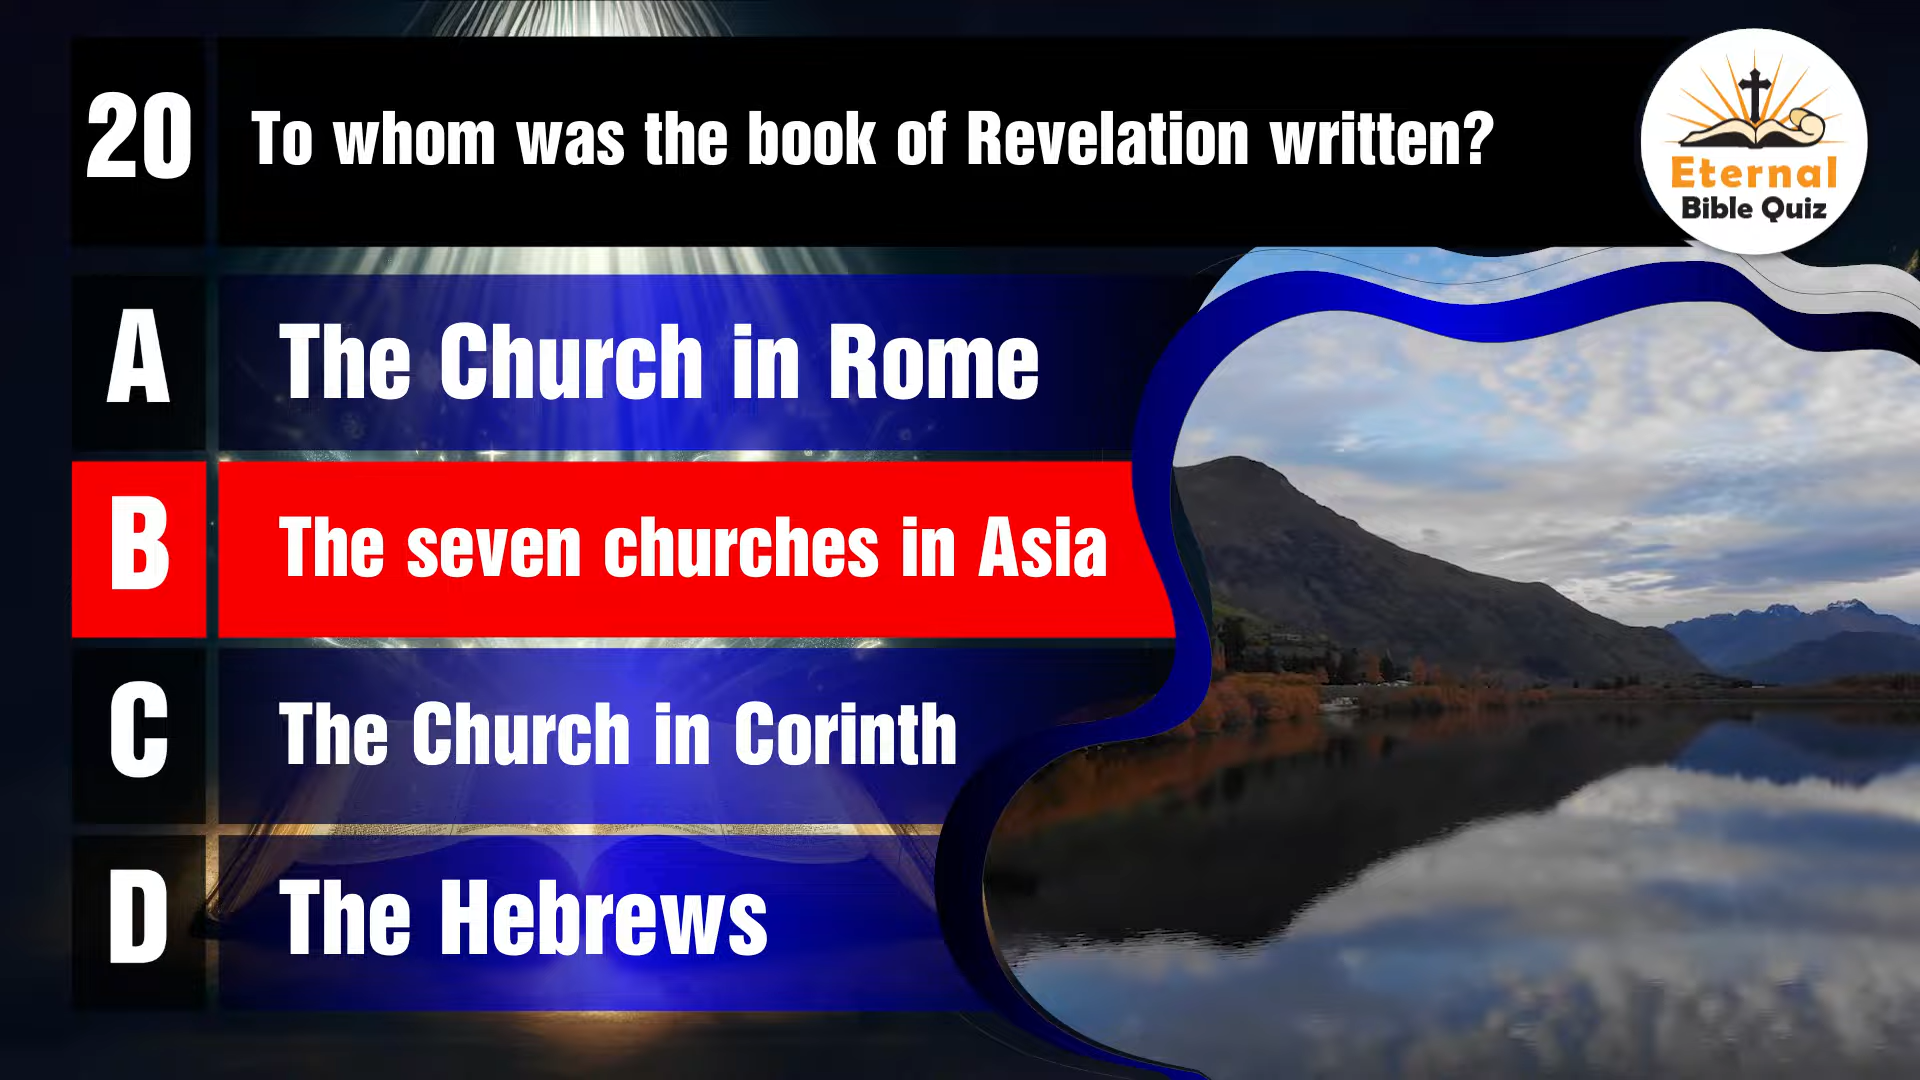 20
To whom was the book of Revelation written?
Eternal
Bible Quiz
A
The Church in Rome
B
The seven churches in Asia
C
The Church in Corinth
D
The Hebrews